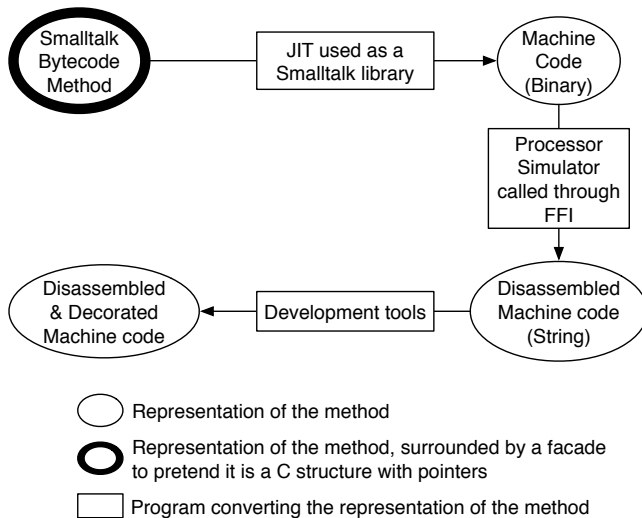 Smalltalk
Bytecode
Method
JIT used as a
Smalltalk library
Machine
Code
(Binary)
Processor
Simulator
called through
FFI
Disassembled
& Decorated
Machine code
Development tools
Disassembled
Machine code
(String)
Representation of the method
Representation of the method, surrounded by a facade
to pretend it is a C structure with pointers
Program converting the representation of the method